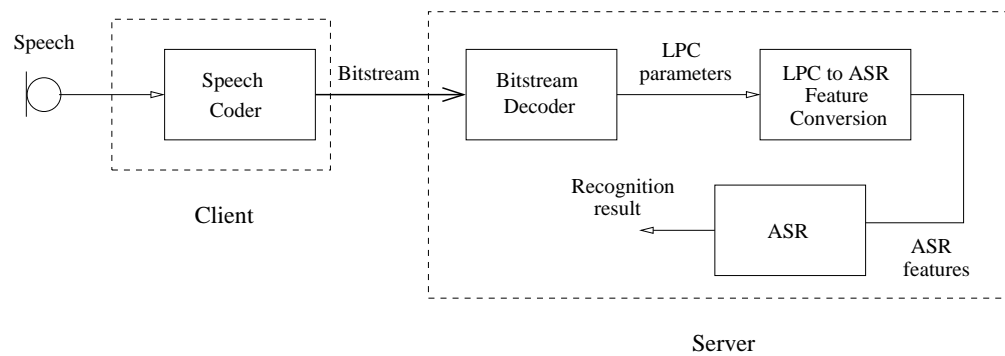 Speech
Speech
Coder
Bitstream
Bitstream
Decoder
LPC
parameters
LPC to ASR
Feature
Conversion
Client
Recognition
result
ASR
ASR
features
Server